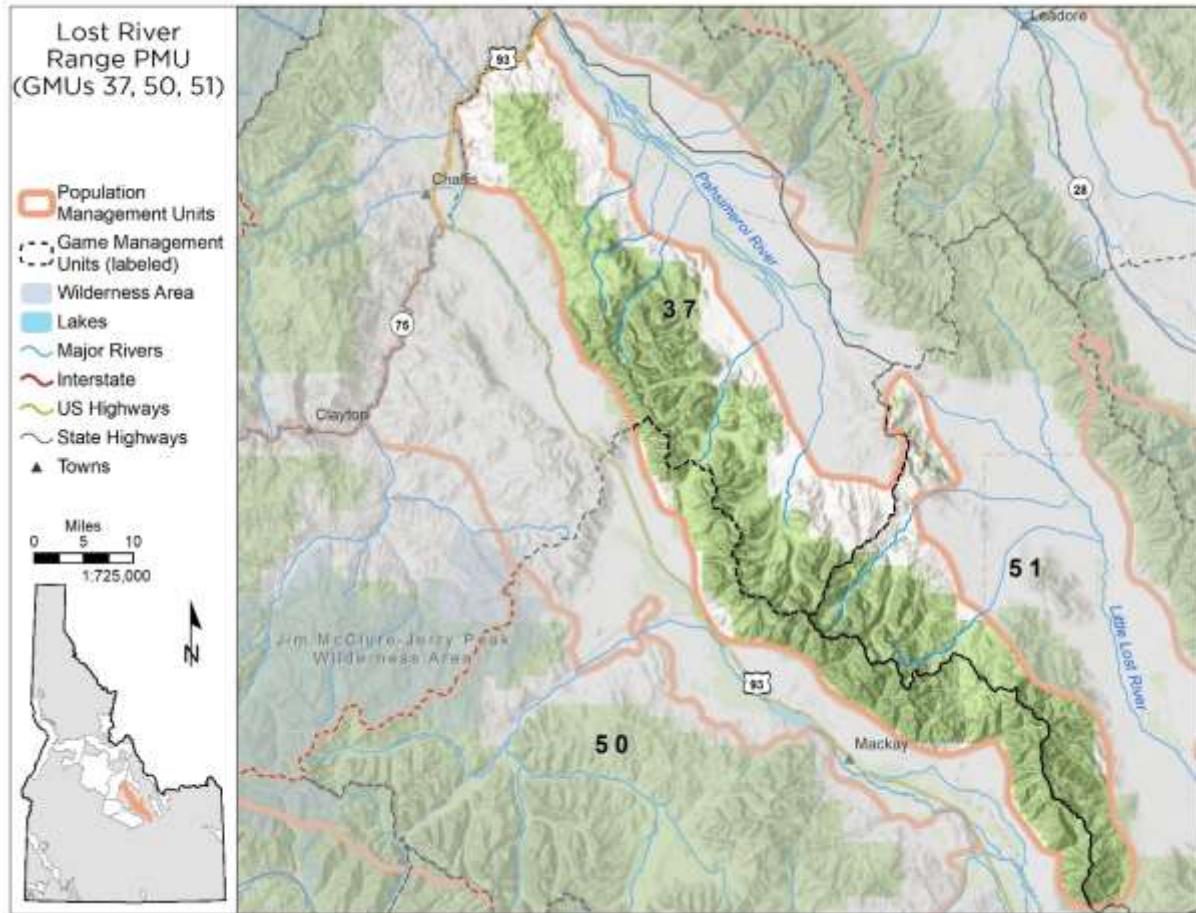 Lost River
Range PMU
(GMUs 37, 50, 51)
Population
Management Units
Game Management
Units (labeled)
Wilderness Area
Lakes
Major Rivers
Interstate
US Highways
State Highways
Towns
Miles
0 5 10
1:725,000
N
Leadore
93
Challis
28
Pahsimeroi River
37
75
Clayton
51
Jim McClure-Jerry Peak
Wilderness Area
Little Lost River
93
50
Mackay